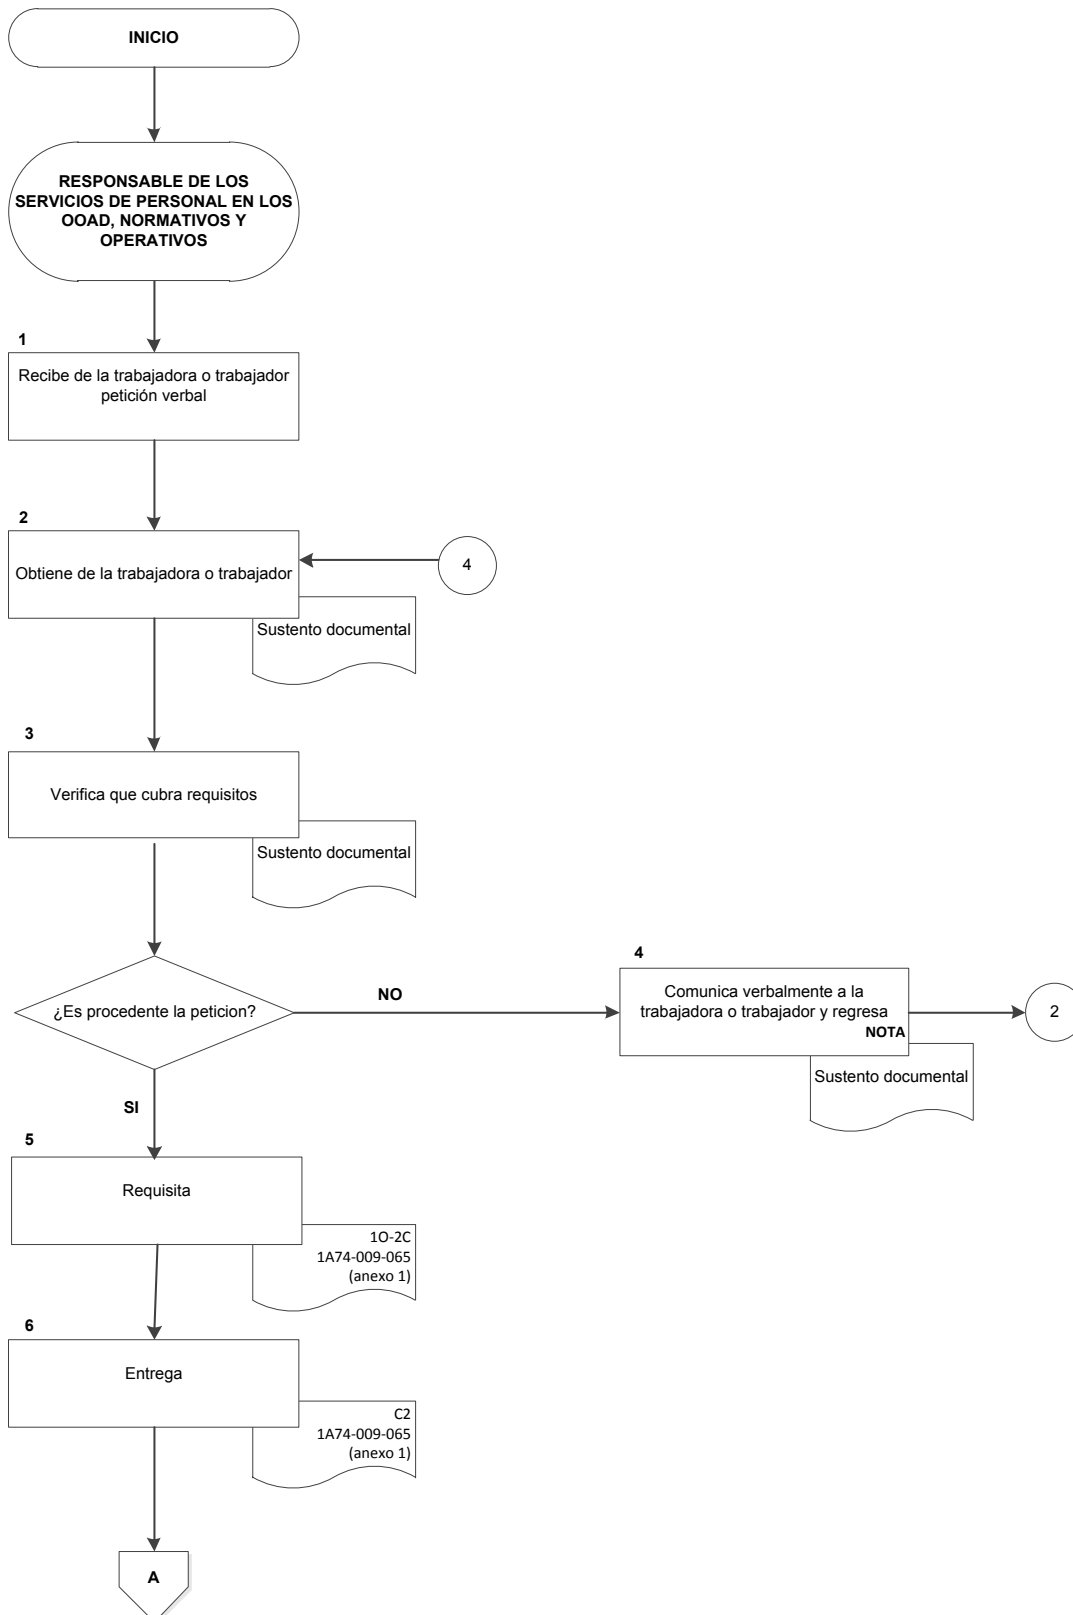 INICIO
RESPONSABLE DE LOS
SERVICIOS DE PERSONAL EN LOS
OOAD, NORMATIVOS Y
OPERATIVOS
1
Recibe de la trabajadora o trabajador
petición verbal
2
Obtiene de la trabajadora o trabajador
4
Sustento documental
3
Verifica que cubra requisitos
Sustento documental
¿Es procedente la peticion?
NO
4
Comunica verbalmente a la
trabajadora o trabajador y regresa
NOTA
2
Sustento documental
SI
5
Requisita
1O-2C
1A74-009-065
(anexo 1)
6
Entrega
C2
1A74-009-065
(anexo 1)
A